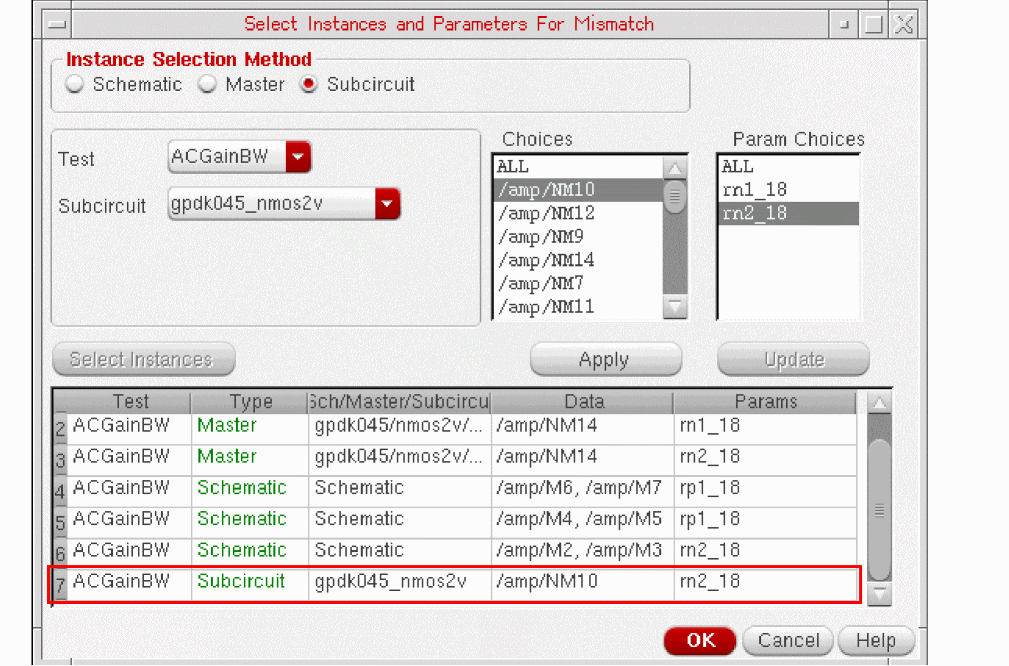 Select Instances and Parameters For Mismatch
Instance Selection Method
Schematic Master Subcircuit
Test ACGainBW
Subcircuit gpdk045_nmos2v
Choices
ALL
/amp/NM10
/amp/NM12
/amp/NM9
/amp/NM14
/amp/NM7
/amp/NM11
Param Choices
ALL
rn1_18
rn2_18
Select Instances Apply Update
Test Type Sch/Master/Subcircu Data Params
2 ACGainBW Master gpdk045/nmos2v/... /amp/NM14 rn1_18
3 ACGainBW Master gpdk045/nmos2v/... /amp/NM14 rn2_18
4 ACGainBW Schematic Schematic /amp/M6, /amp/M7 rp1_18
5 ACGainBW Schematic Schematic /amp/M4, /amp/M5 rp1_18
6 ACGainBW Schematic Schematic /amp/M2, /amp/M3 rn2_18
7 ACGainBW Subcircuit gpdk045_nmos2v /amp/NM10 rn2_18
OK Cancel Help